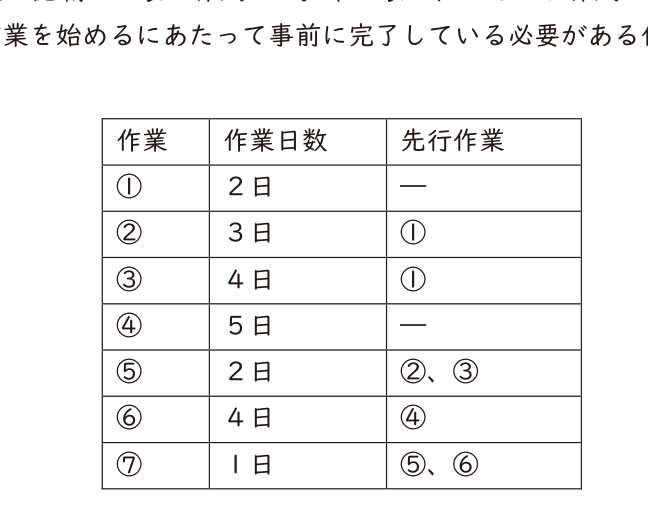 業を始めるにあたって事前に完了している必要がある
作業 作業日数 先行作業
① 2日 —
② 3日 ①
③ 4日 ①
④ 5日 —
⑤ 2日 ②、③
⑥ 4日 ④
⑦ 1日 ⑤、⑥